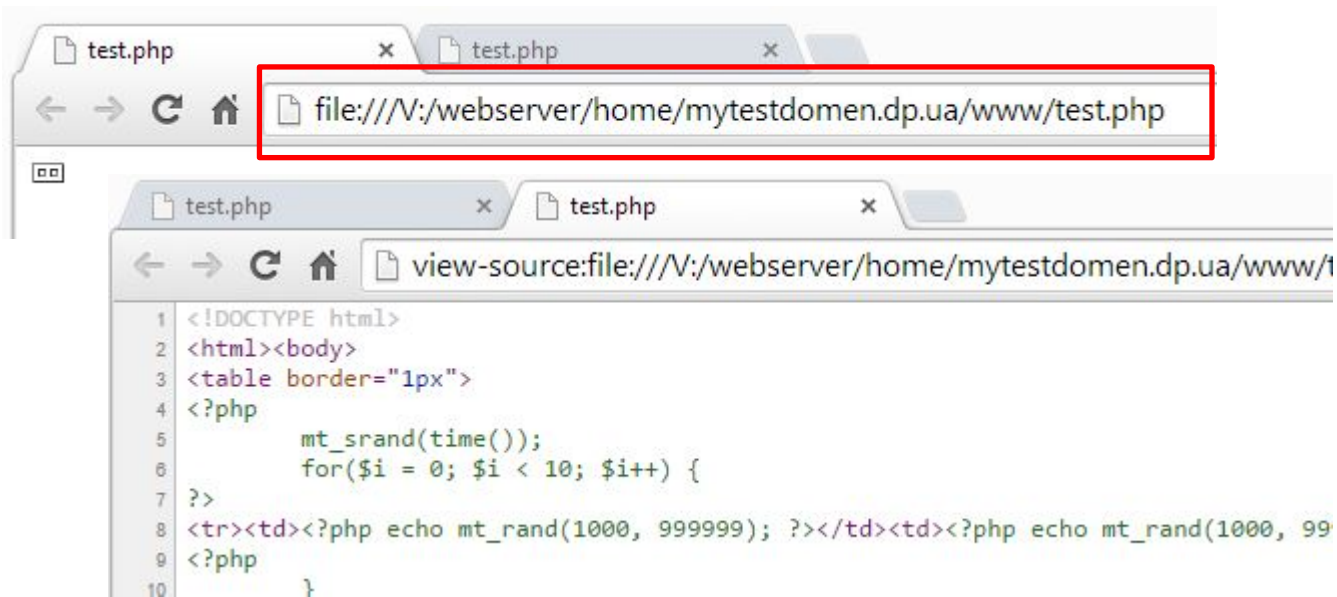 test.php × test.php ×
file:///V:/webserver/home/mytestdomen.dp.ua/www/test.php
test.php × test.php ×
view-source:file:///V:/webserver/home/mytestdomen.dp.ua/www/t
1 <!DOCTYPE html>
2 <html><body>
3 <table border="1px">
4 <?php
5 mt_srand(time());
6 for($i = 0; $i < 10; $i++) {
7 ?>
8 <tr><td><?php echo mt_rand(1000, 999999); ?></td><td><?php echo mt_rand(1000, 99
9 <?php
10 }